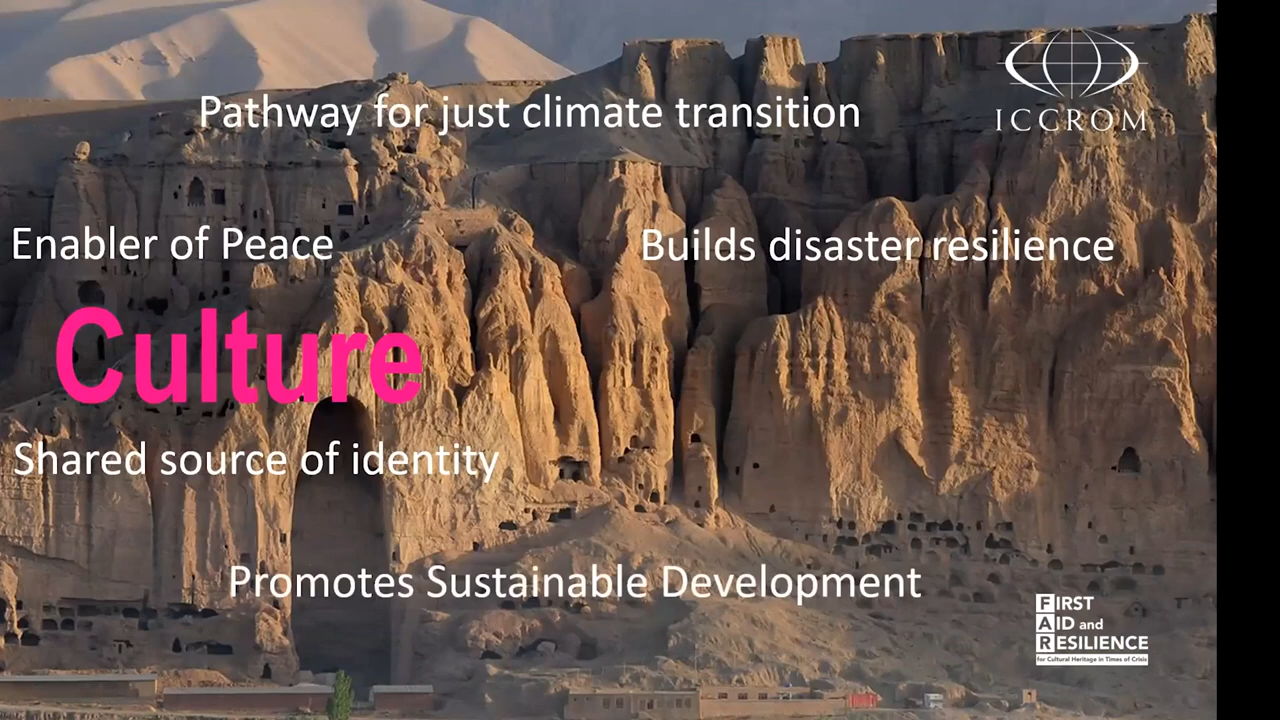 Pathway for just climate transition
ICCROM
Enabler of Peace
Builds disaster resilience
Culture
Shared source of identity
Promotes Sustainable Development
FIRST
AID and
RESILIENCE
for Cultural Heritage in Times of Crisis